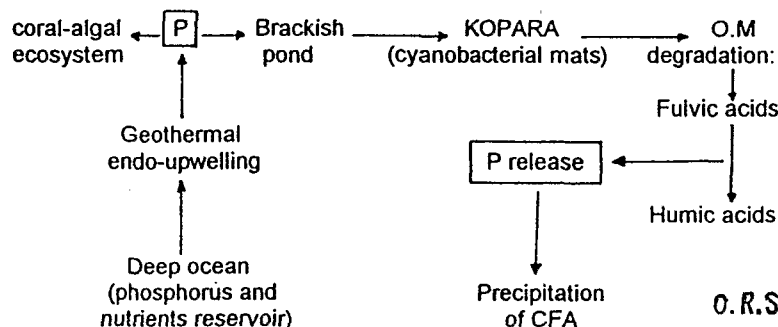 coral-algal
ecosystem
P
Brackish
pond
KOPARA
(cyanobacterial mats)
O.M
degradation:
Fulvic acids
Geothermal
endo-upwelling
P release
Humic acids
Deep ocean
(phosphorus and
nutrients reservoir)
Precipitation
of CFA
O.R.S